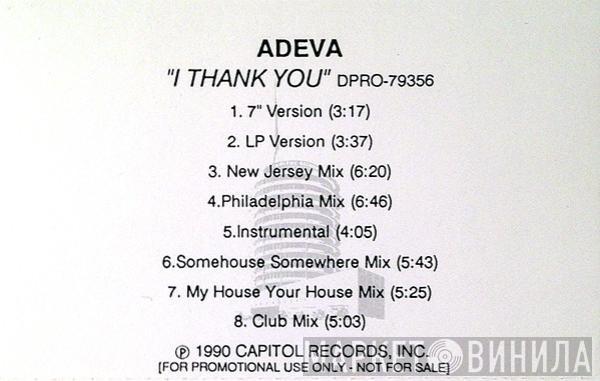 ADEVA
"I THANK YOU" DPRO-79356
1. 7" Version (3:17)
2. LP Version (3:37)
3. New Jersey Mix (6:20)
4.Philadelphia Mix (6:46)
5.Instrumental (4:05)
6.Somehouse Somewhere Mix (5:43)
7. My House Your House Mix (5:25)
8. Club Mix (5:03)
℗ 1990 CAPITOL RECORDS, INC.
[FOR PROMOTIONAL USE ONLY - NOT FOR SALE]
МАРКЕТ ВИНИЛА